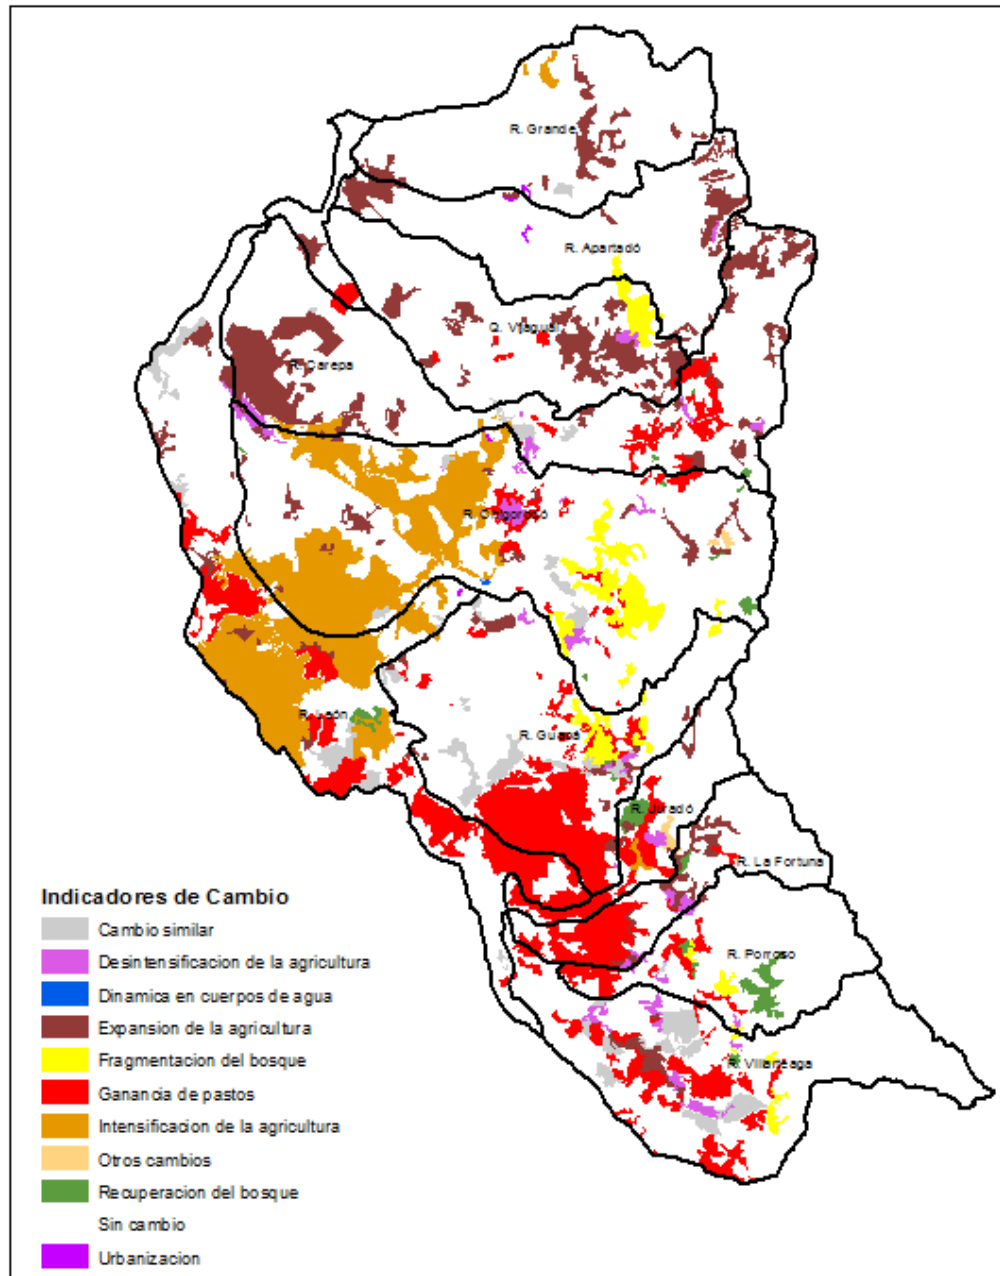 R. Grande
R. Apartadó
Q. Vijagual
R. Carepa
R. Chigorodó
R. León
R. Guapá
R. Juradó
R. La Fortuna
R. Porroso
R. Villarteaga
Indicadores de Cambio
Cambio similar
Desintensificacion de la agricultura
Dinamica en cuerpos de agua
Expansion de la agricultura
Fragmentacion del bosque
Ganancia de pastos
Intensificacion de la agricultura
Otros cambios
Recuperacion del bosque
Sin cambio
Urbanizacion